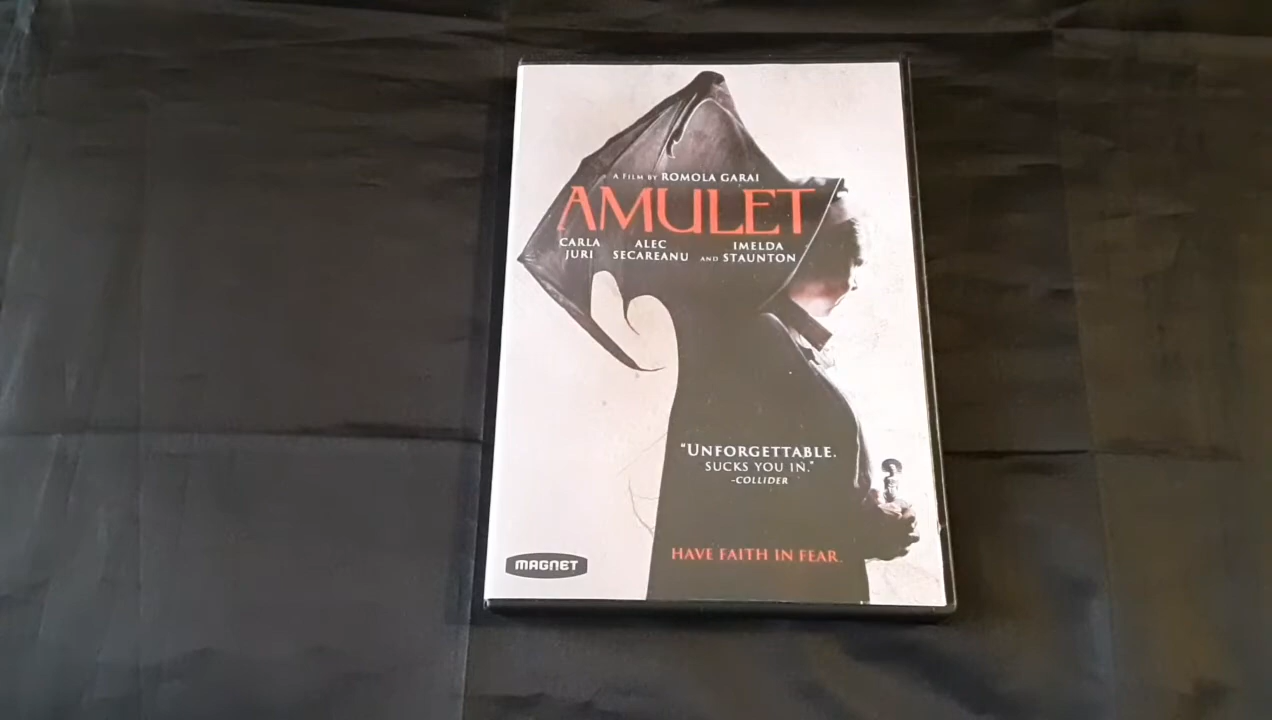 A FILM BY ROMOLA GARAI
AMULET
CARLA JURI ALEC SECAREANU AND IMELDA STAUNTON
"UNFORGETTABLE.
SUCKS YOU IN."
-COLLIDER
HAVE FAITH IN FEAR.
MAGNET